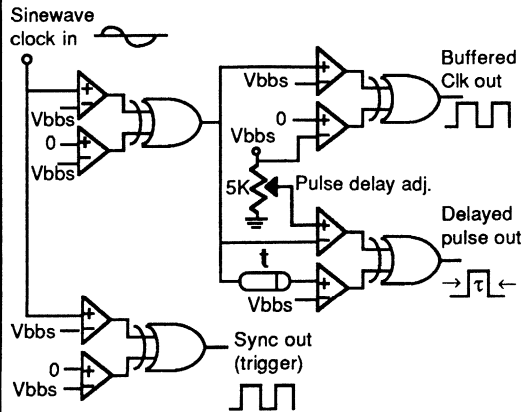 Sinewave
clock in
Buffered
Clk out
Vbbs
Vbbs
0
Vbbs
0
Vbbs
5K
Pulse delay adj.
Delayed
pulse out
t
τ
Vbbs
Vbbs
0
Vbbs
Sync out
(trigger)
+
−
+
−
+
−
+
−
+
−
+
−
+
−
+
−